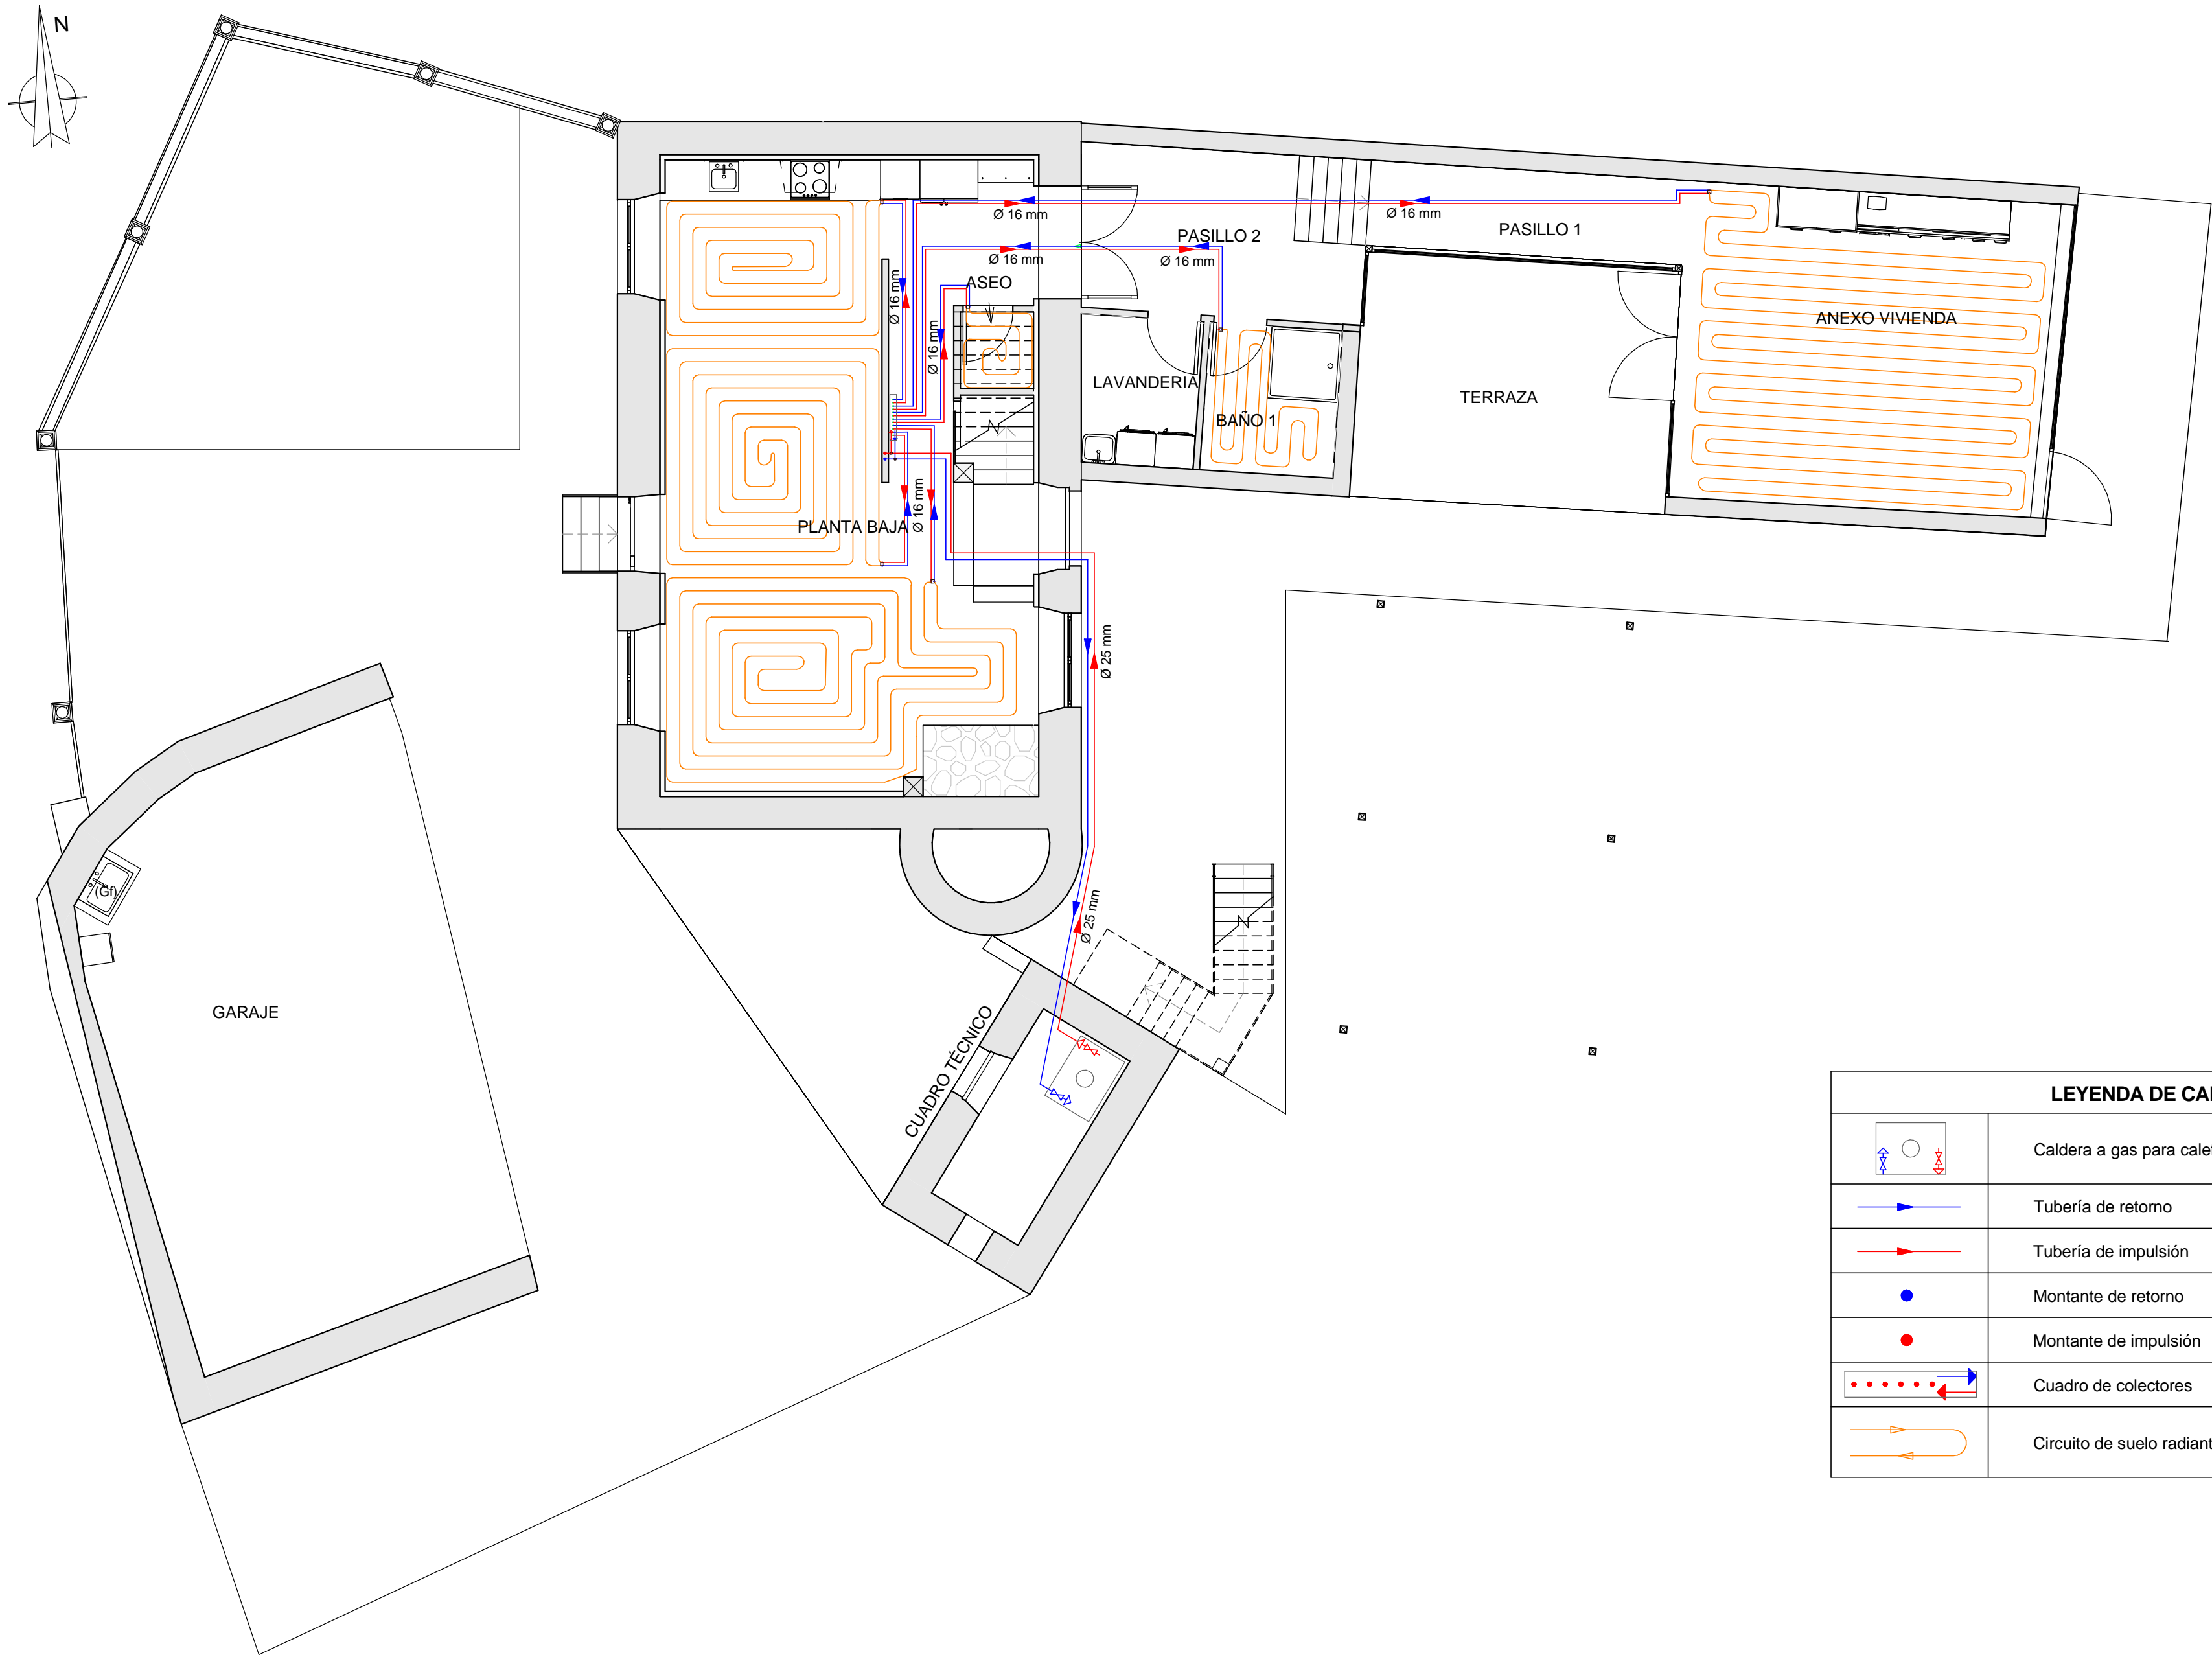 N
Ø 16 mm
Ø 16 mm
PASILLO 2
PASILLO 1
Ø 16 mm
Ø 16 mm
ASEO
Ø 16 mm
Ø 16 mm
ANEXO VIVIENDA
LAVANDERIA
BAÑO 1
TERRAZA
Ø 16 mm
PLANTA BAJA
Ø 25 mm
(Gf)
Ø 25 mm
GARAJE
CUADRO TÉCNICO
LEYENDA DE CA
Caldera a gas para cale
Tubería de retorno
Tubería de impulsión
Montante de retorno
Montante de impulsión
Cuadro de colectores
Circuito de suelo radiant